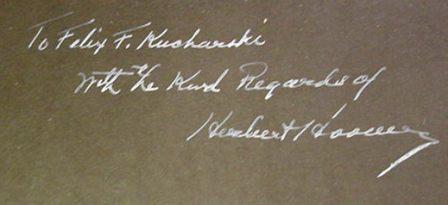 To Felix F. Kucharski
With the Kind Regards of
Herbert Hoover